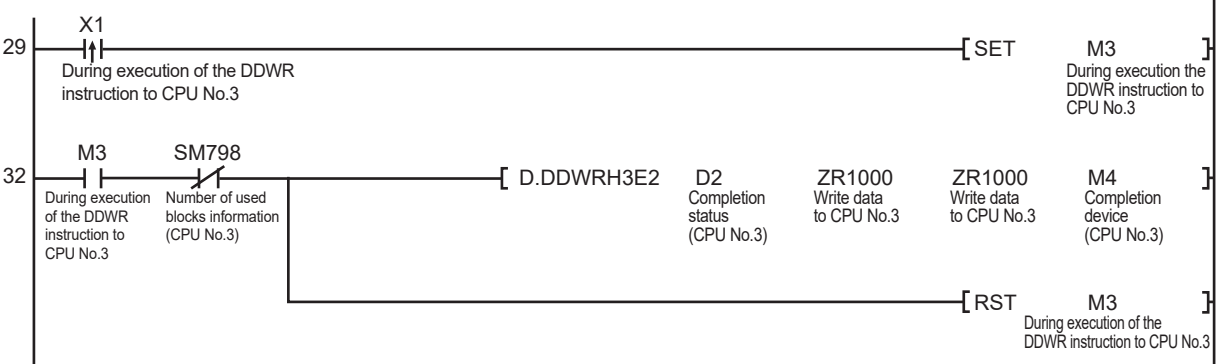 X1
29
SET M3
During execution of the DDWR
instruction to CPU No.3
During execution the
DDWR instruction to
CPU No.3
M3 SM798
32
D.DDWRH3E2 D2 ZR1000 ZR1000 M4
During execution
of the DDWR
instruction to
CPU No.3
Number of used
blocks information
(CPU No.3)
Completion
status
(CPU No.3)
Write data
to CPU No.3
Write data
to CPU No.3
Completion
device
(CPU No.3)
RST M3
During execution of the
DDWR instruction to CPU No.3